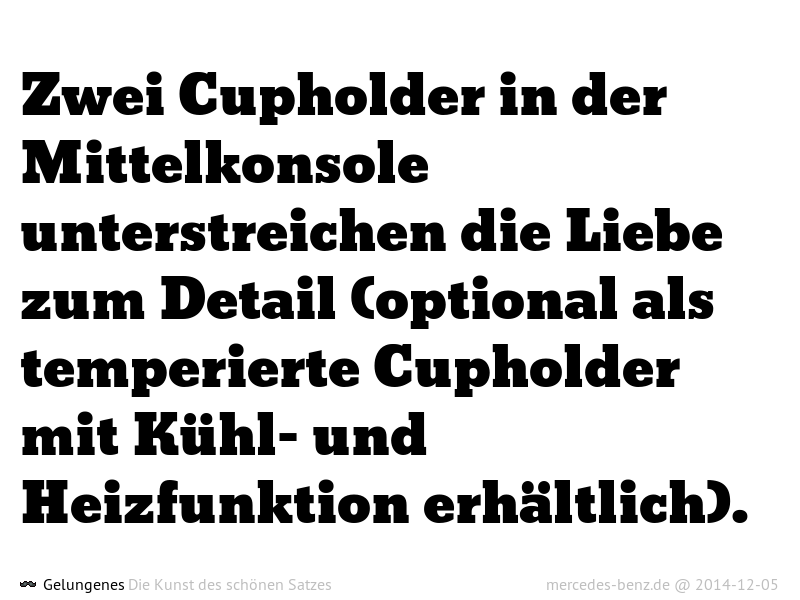 Zwei Cupholder in der
Mittelkonsole
unterstreichen die Liebe
zum Detail (optional als
temperierte Cupholder
mit Kühl- und
Heizfunktion erhältlich).
Gelungenes Die Kunst des schönen Satzes
mercedes-benz.de @ 2014-12-05